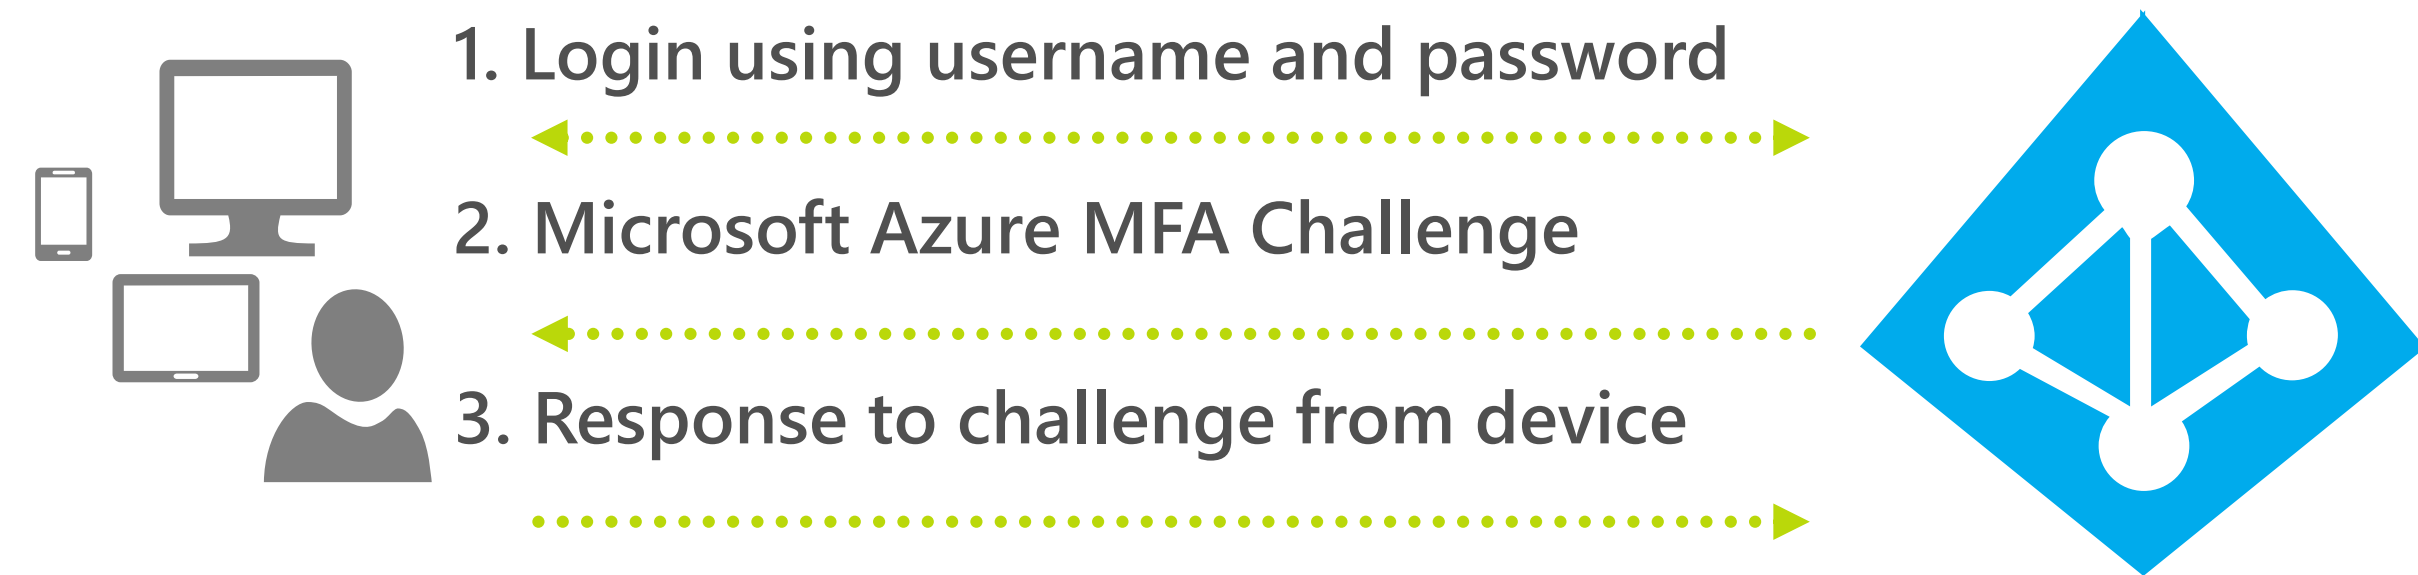 1. Login using username and password
2. Microsoft Azure MFA Challenge
3. Response to challenge from device